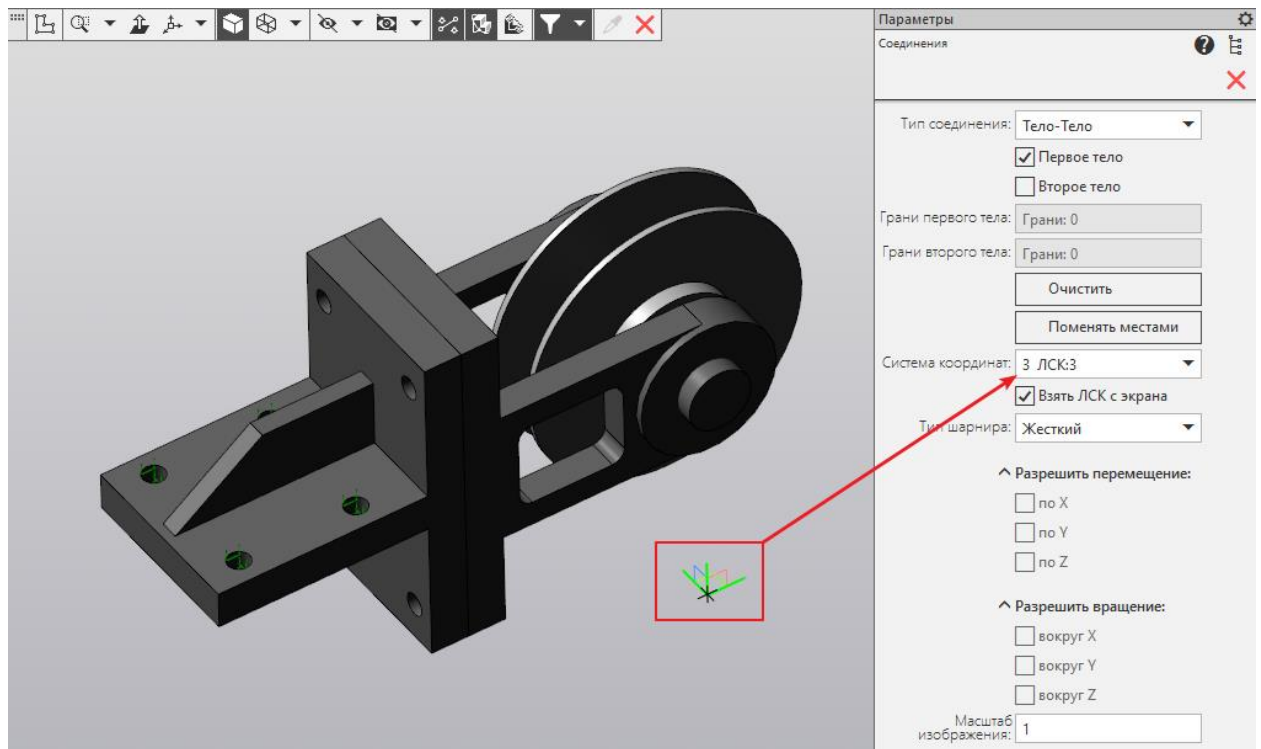 Параметры
Соединения
Тип соединения: Тело-Тело
Первое тело
Второе тело
Грани первого тела: Грани: 0
Грани второго тела: Грани: 0
Очистить
Поменять местами
Система координат: 3 ЛСК:3
Взять ЛСК с экрана
Тип шарнира: Жесткий
Разрешить перемещение:
по X
по Y
по Z
Разрешить вращение:
вокруг X
вокруг Y
вокруг Z
Масштаб
изображения: 1